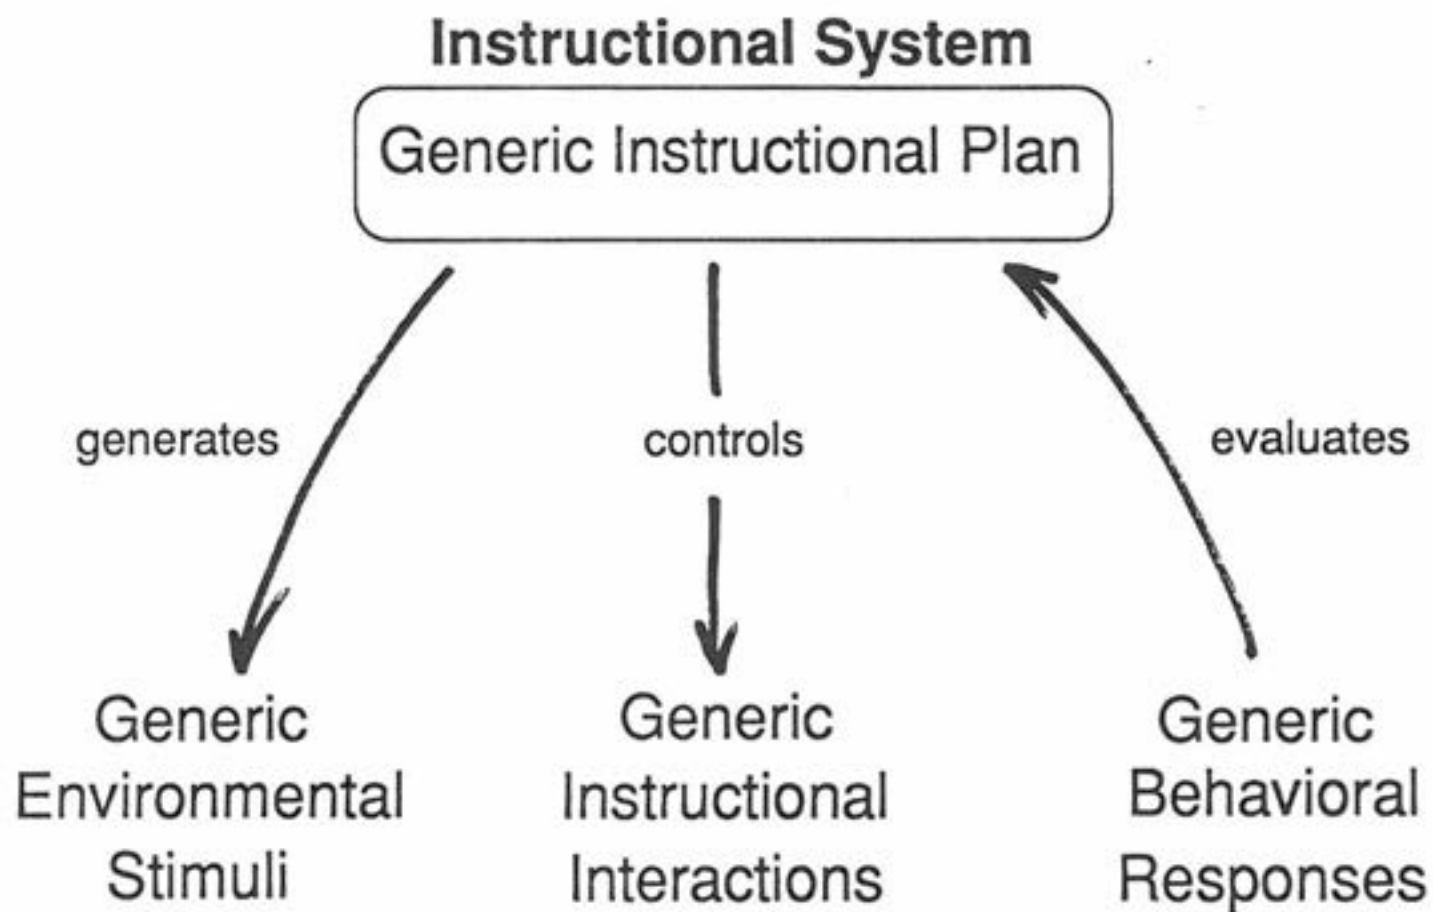 Instructional System
Generic Instructional Plan
generates
controls
evaluates
Generic
Environmental
Stimuli
Generic
Instructional
Interactions
Generic
Behavioral
Responses